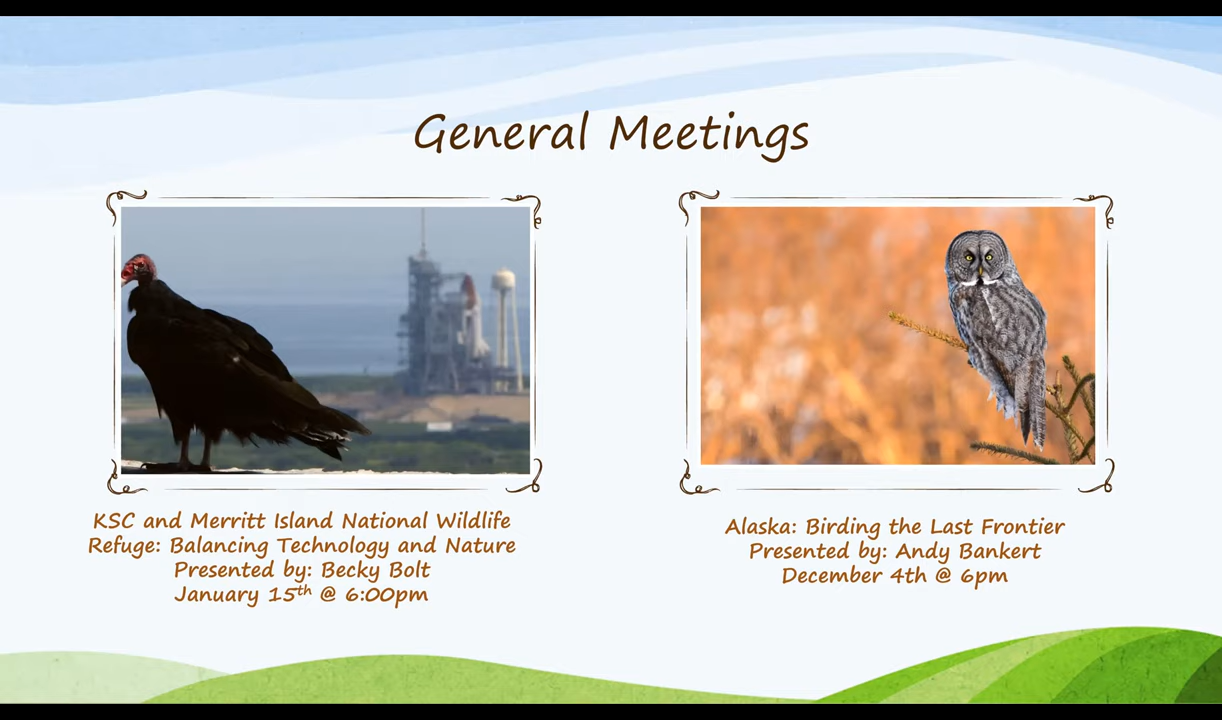 General Meetings
KSC and Merritt Island National Wildlife
Refuge: Balancing Technology and Nature
Presented by: Becky Bolt
January 15th @ 6:00pm
Alaska: Birding the Last Frontier
Presented by: Andy Bankert
December 4th @ 6pm